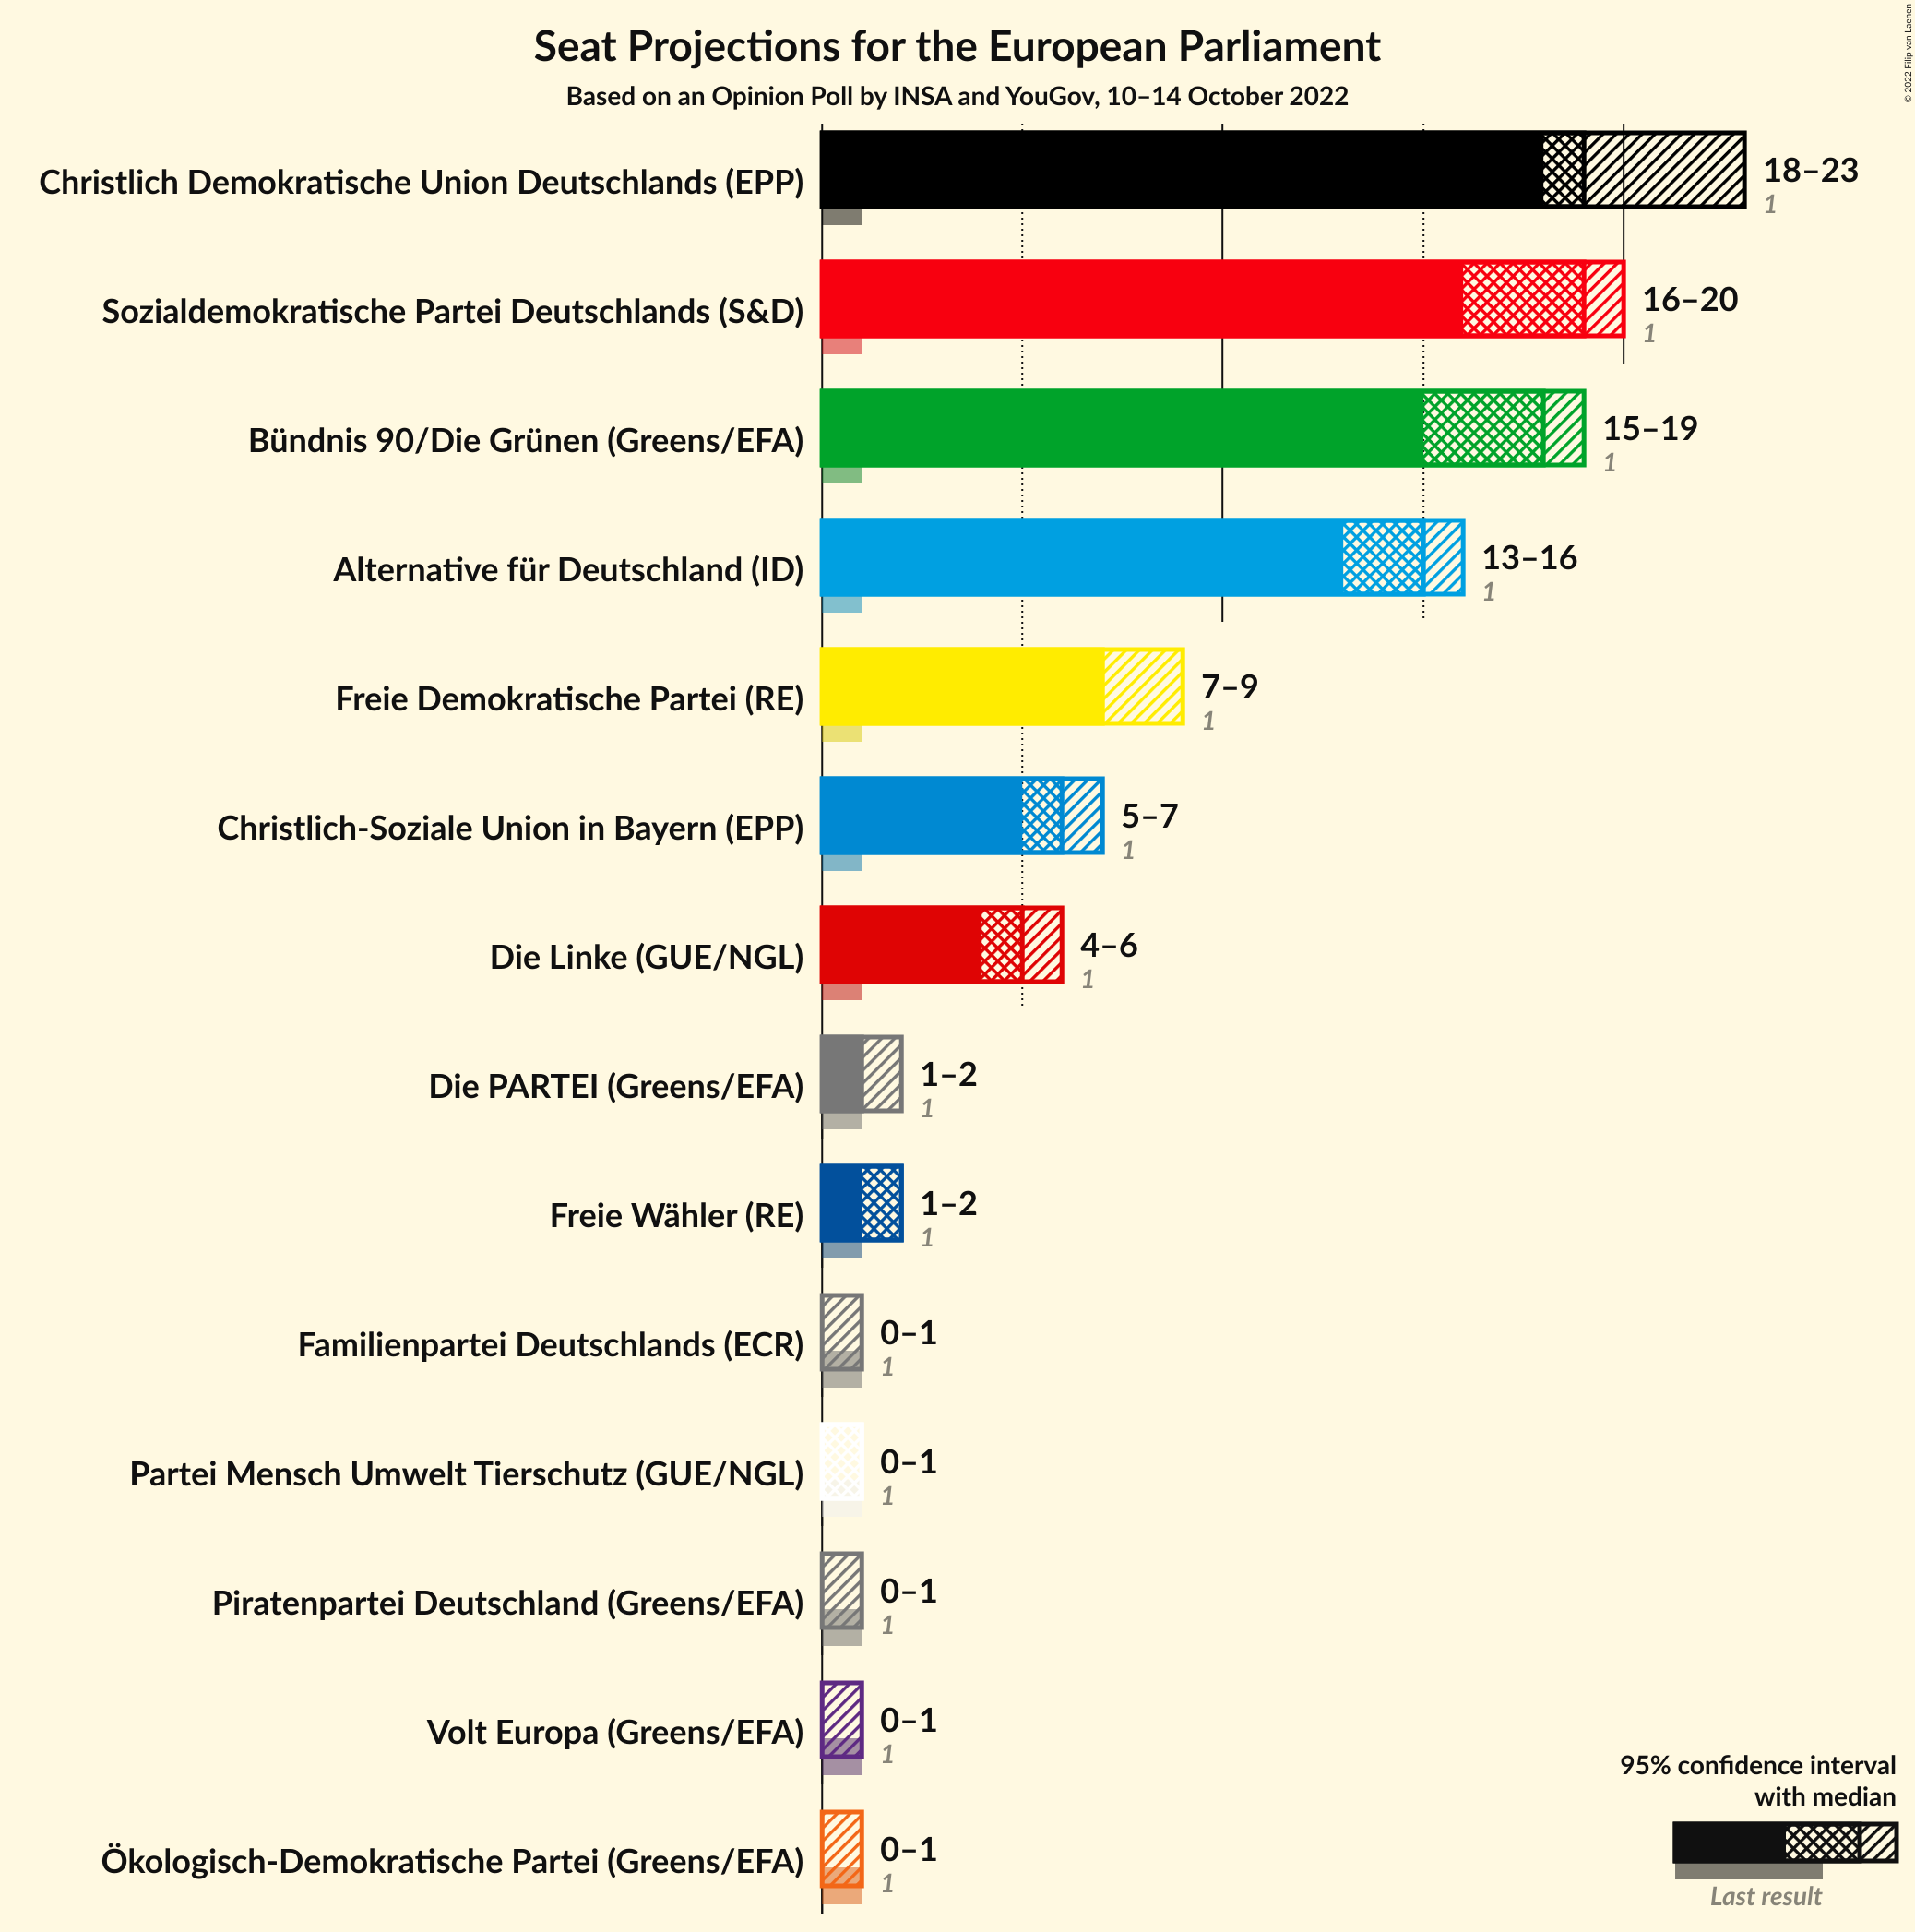 Seat Projections for the European Parliament
Based on an Opinion Poll by INSA and YouGov, 10–14 October 2022
© 2022 Filip van Laenen
Christlich Demokratische Union Deutschlands (EPP)
18–23
1
Sozialdemokratische Partei Deutschlands (S&D)
16–20
1
Bündnis 90/Die Grünen (Greens/EFA)
15–19
1
Alternative für Deutschland (ID)
13–16
1
Freie Demokratische Partei (RE)
7–9
1
Christlich-Soziale Union in Bayern (EPP)
5–7
1
Die Linke (GUE/NGL)
4–6
1
Die PARTEI (Greens/EFA)
1–2
1
Freie Wähler (RE)
1–2
1
Familienpartei Deutschlands (ECR)
0–1
1
Partei Mensch Umwelt Tierschutz (GUE/NGL)
0–1
1
Piratenpartei Deutschland (Greens/EFA)
0–1
1
Volt Europa (Greens/EFA)
0–1
1
Ökologisch-Demokratische Partei (Greens/EFA)
0–1
1
95% confidence interval
with median
Last result